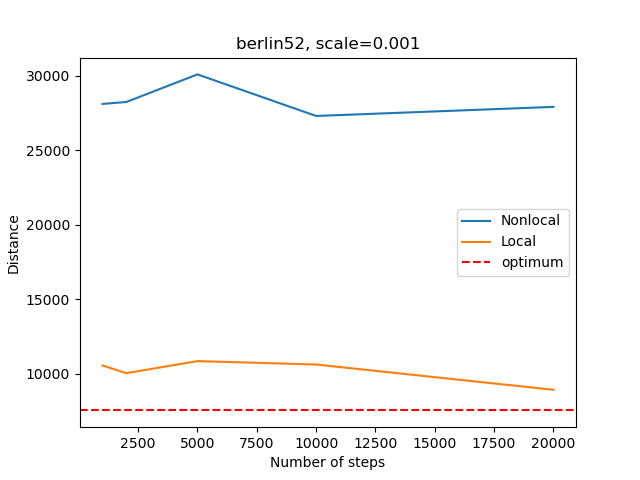 berlin52, scale=0.001
30000
25000
20000
15000
10000
Distance
Nonlocal
Local
optimum
2500 5000 7500 10000 12500 15000 17500 20000
Number of steps